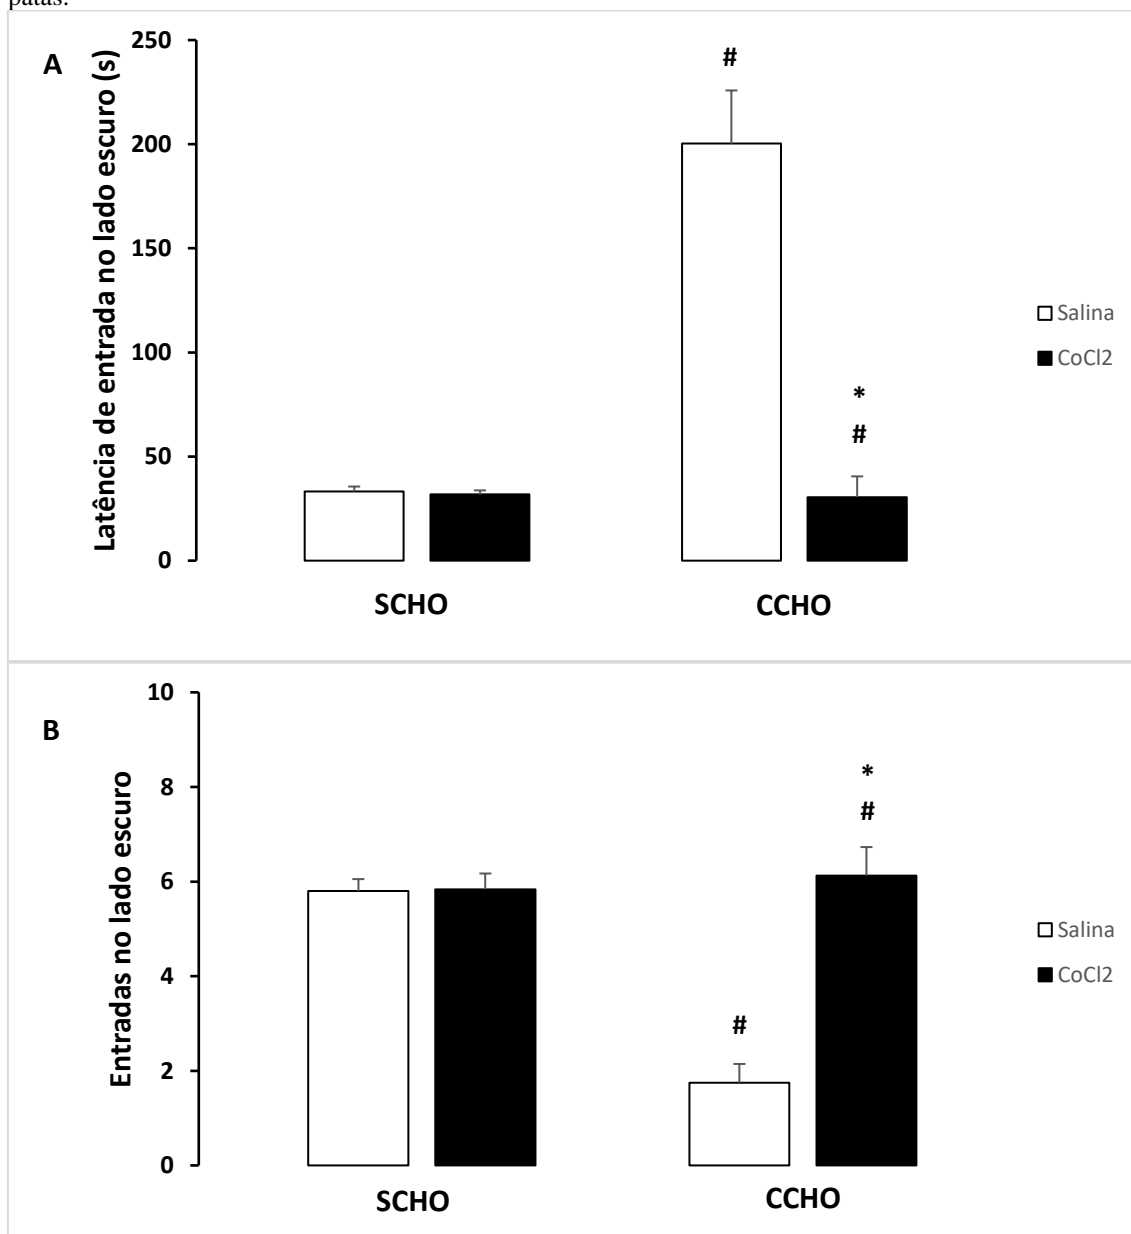 patas.
A
Latência de entrada no lado escuro (s)
250
200
150
100
50
0
#
*
#
Salina
CoCl2
SCHO
CCHO
B
Entradas no lado escuro
10
8
6
4
2
0
*
#
#
Salina
CoCl2
SCHO
CCHO